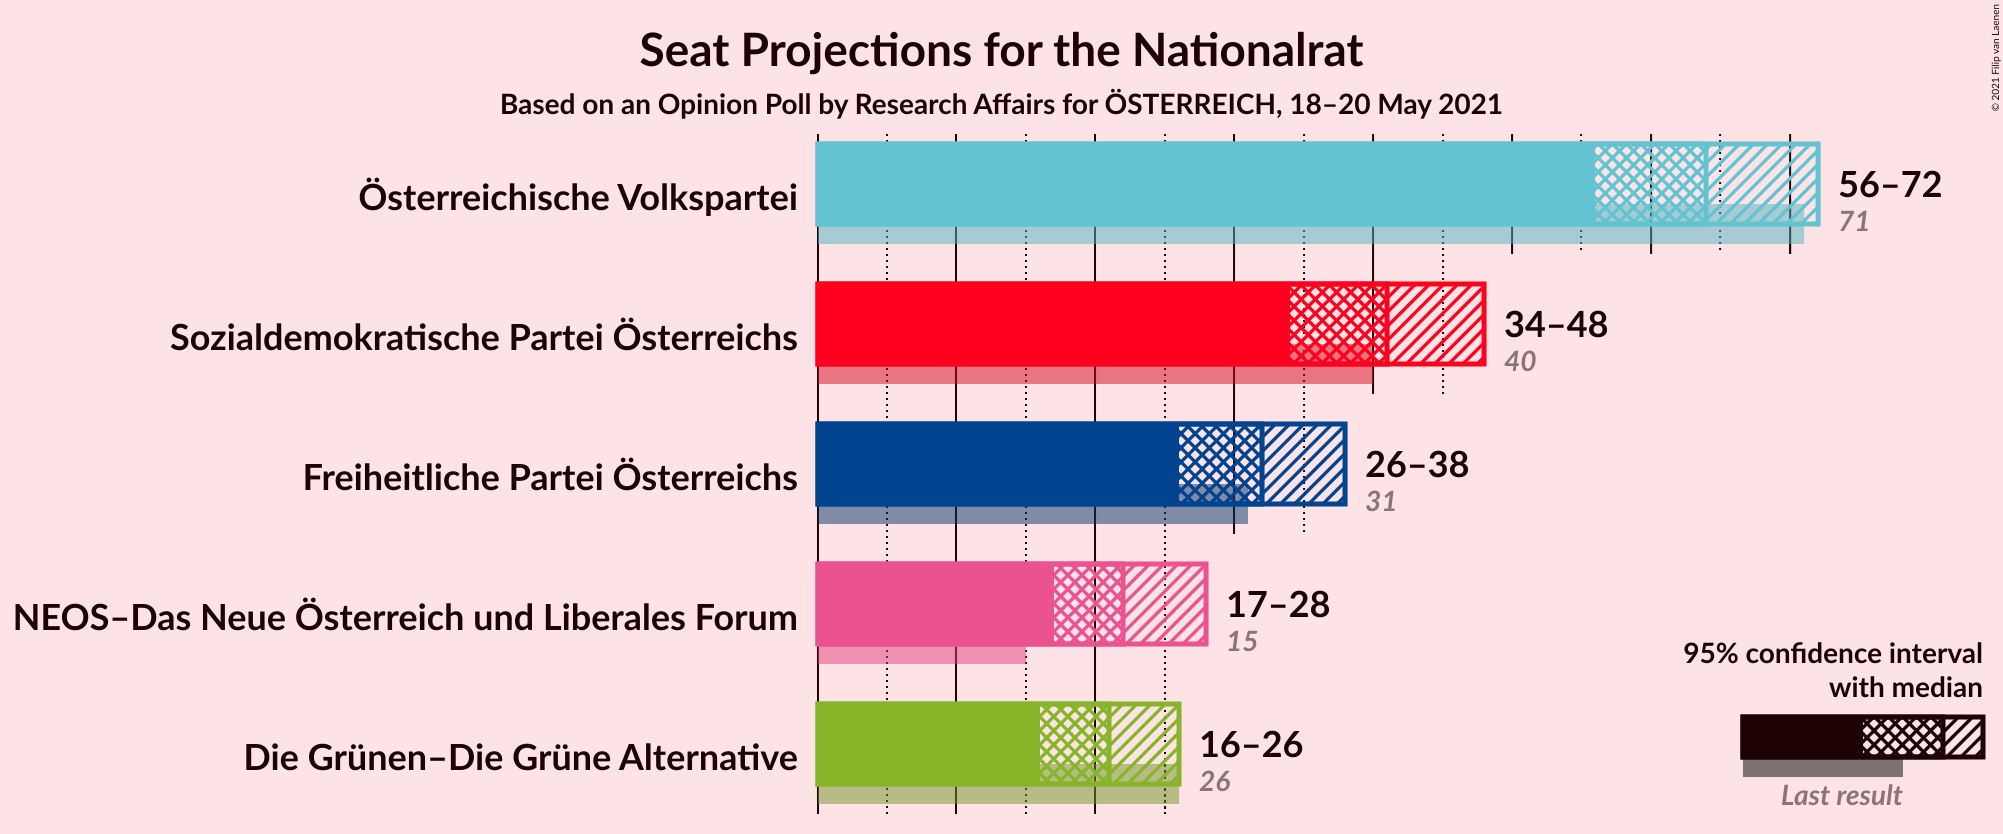 Seat Projections for the Nationalrat
Based on an Opinion Poll by Research Affairs for ÖSTERREICH, 18–20 May 2021
© 2021 Filip van Laenen
Österreichische Volkspartei
56–72
71
Sozialdemokratische Partei Österreichs
34–48
40
Freiheitliche Partei Österreichs
26–38
31
NEOS–Das Neue Österreich und Liberales Forum
17–28
15
Die Grünen–Die Grüne Alternative
16–26
26
95% confidence interval
with median
Last result